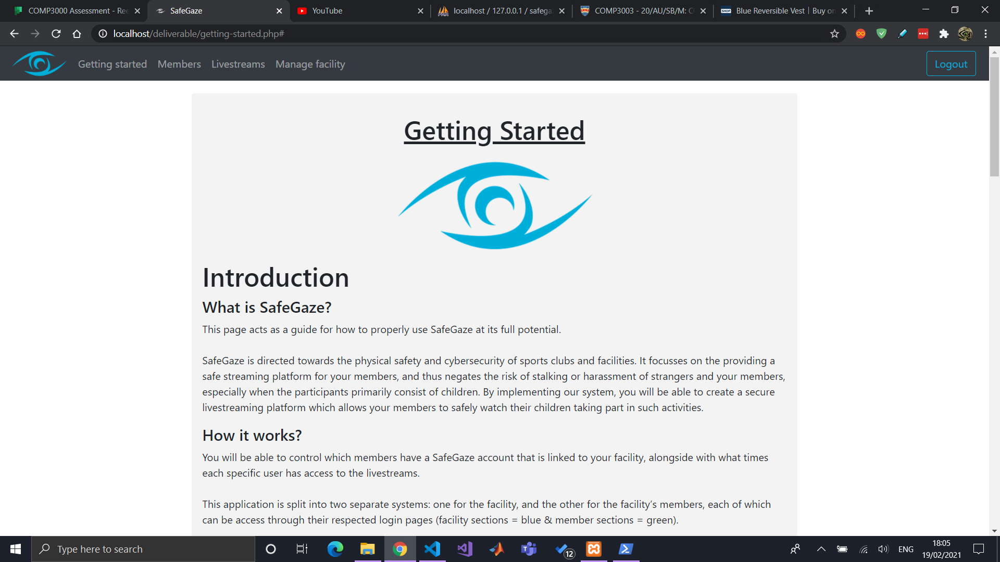 COMP3000 Assessment - Ree
SafeGaze
YouTube
localhost / 127.0.0.1 / safega
COMP3003 - 20/AU/SB/M: C
SHOP
Blue Reversible Vest | Buy on
localhost/deliverable/getting-started.php#
Getting started
Members
Livestreams
Manage facility
Logout
Getting Started
Introduction
What is SafeGaze?
This page acts as a guide for how to properly use SafeGaze at its full potential.
SafeGaze is directed towards the physical safety and cybersecurity of sports clubs and facilities. It focusses on the providing a
safe streaming platform for your members, and thus negates the risk of stalking or harassment of strangers and your members,
especially when the participants primarily consist of children. By implementing our system, you will be able to create a secure
livestreaming platform which allows your members to safely watch their children taking part in such activities.
How it works?
You will be able to control which members have a SafeGaze account that is linked to your facility, alongside with what times
each specific user has access to the livestreams.
This application is split into two separate systems: one for the facility, and the other for the facility’s members, each of which
can be access through their respected login pages (facility sections = blue & member sections = green).
Type here to search
12
ENG
18:05
19/02/2021